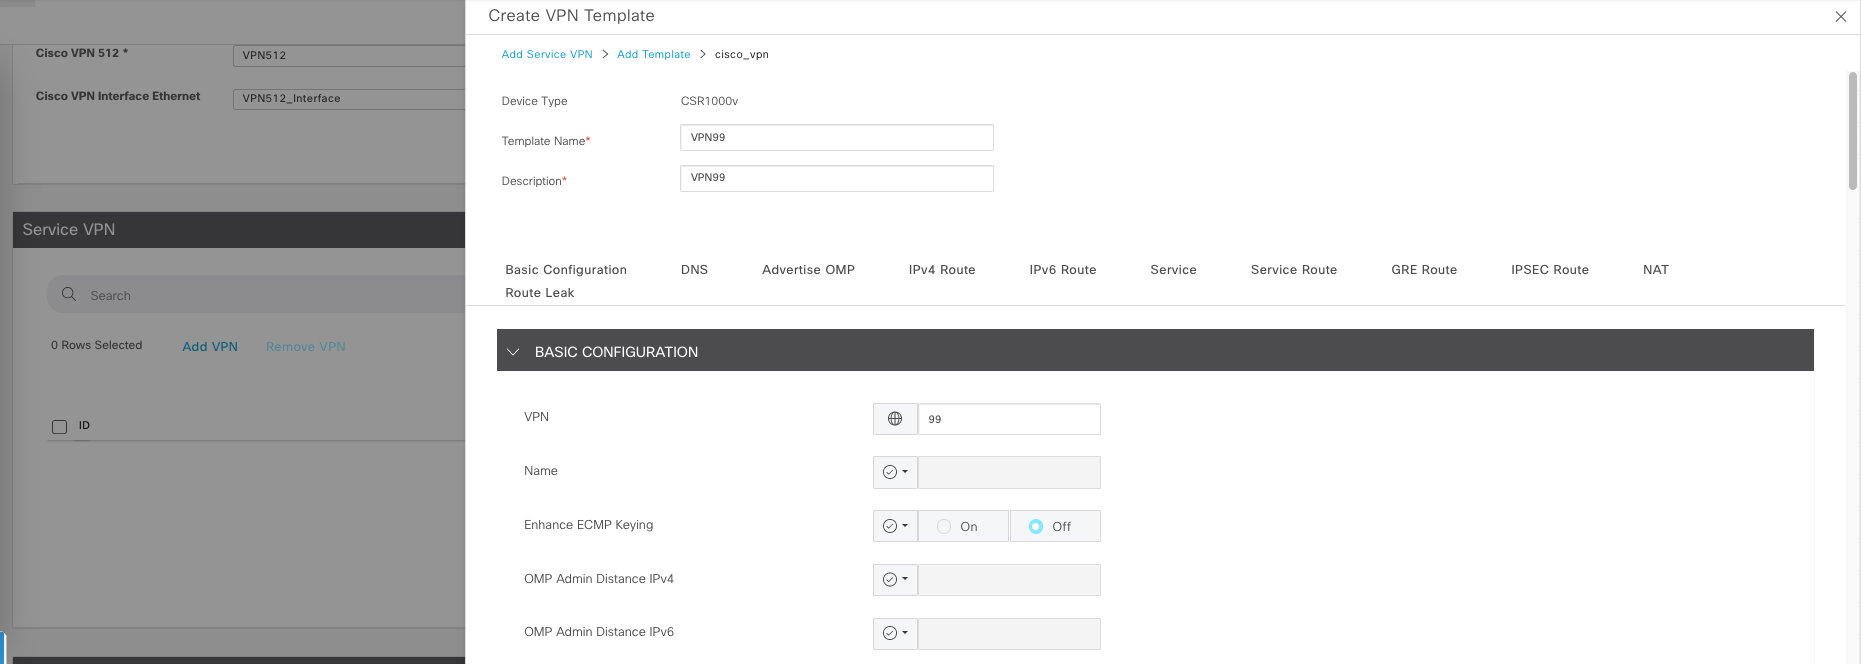 Create VPN Template
Cisco VPN 512 *
VPN512
Cisco VPN Interface Ethernet
VPN512_Interface
Service VPN
Search
0 Rows Selected
Add VPN
Remove VPN
ID
Add Service VPN > Add Template > cisco_vpn
Device Type
CSR1000v
Template Name*
VPN99
Description*
VPN99
Basic Configuration DNS Advertise OMP IPv4 Route IPv6 Route Service Service Route GRE Route IPSEC Route NAT
Route Leak
BASIC CONFIGURATION
VPN
99
Name
Enhance ECMP Keying
On Off
OMP Admin Distance IPv4
OMP Admin Distance IPv6